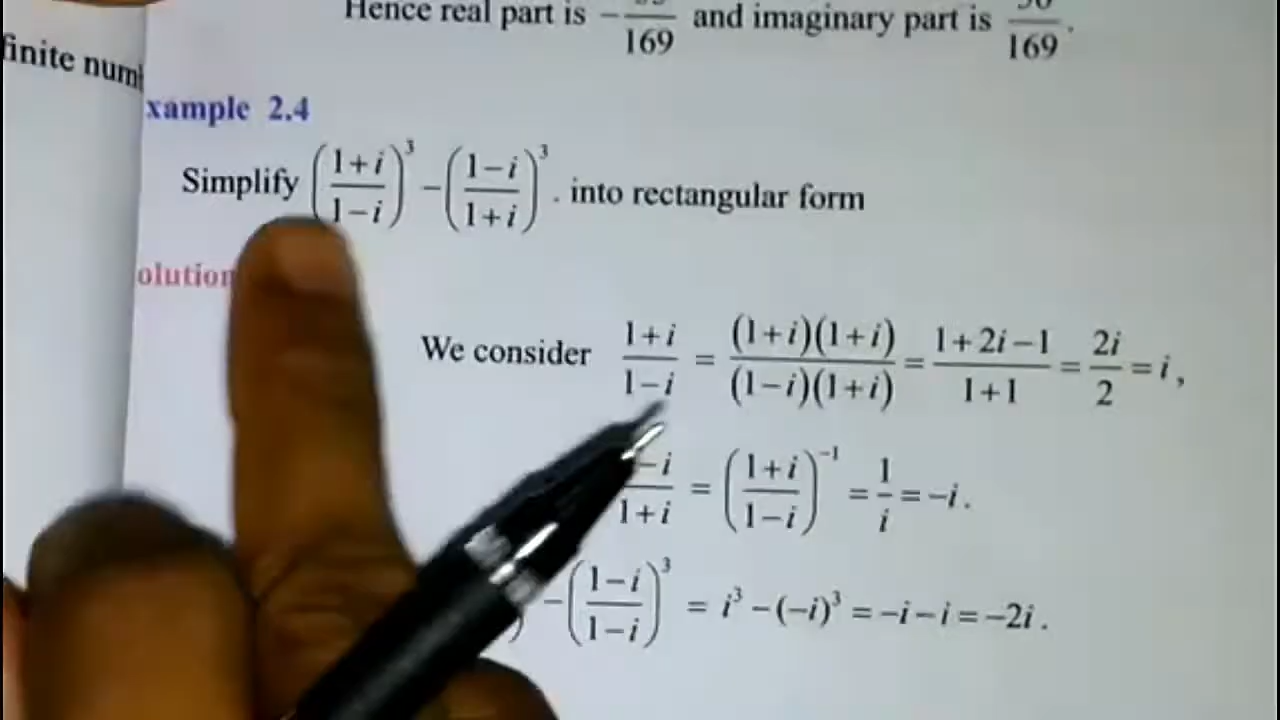 Hence real part is − /169 and imaginary part is /169 .
finite num
xample 2.4
Simplify ((1+i)/(1−i))³ − ((1−i)/(1+i))³ . into rectangular form
olution
We consider (1+i)/(1−i) = ((1+i)(1+i))/((1−i)(1+i)) = (1+2i−1)/(1+1) = 2i/2 = i ,
−i/(1+i) = ((1+i)/(1−i))⁻¹ = 1/i = −i .
) − ((1−i)/(1−i))³ = i³ − (−i)³ = −i − i = −2i .